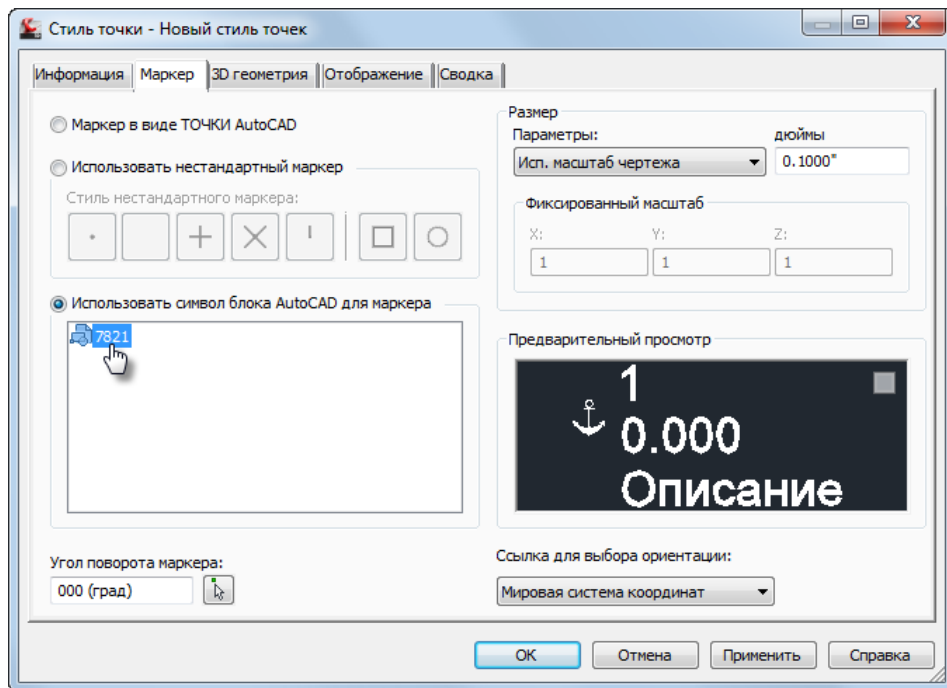 Стиль точки - Новый стиль точек
Информация Маркер 3D геометрия Отображение Сводка
Маркер в виде ТОЧКИ AutoCAD
Использовать нестандартный маркер
Стиль нестандартного маркера:
Использовать символ блока AutoCAD для маркера
7821
Угол поворота маркера:
000 (град)
Размер
Параметры: дюймы
Исп. масштаб чертежа 0.1000"
Фиксированный масштаб
X: Y: Z:
1 1 1
Предварительный просмотр
1
0.000
Описание
Ссылка для выбора ориентации:
Мировая система координат
ОК Отмена Применить Справка